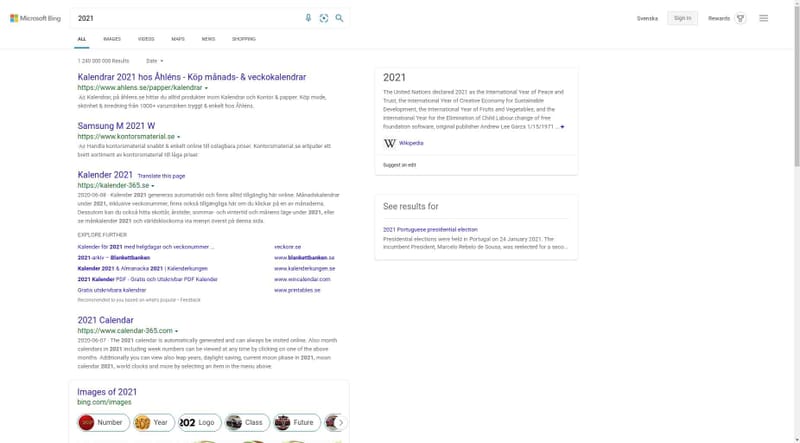 Microsoft Bing
2021
Svenska
Sign in
Rewards
ALL
IMAGES
VIDEOS
MAPS
NEWS
SHOPPING
1 240 000 000 Results
Date
Kalendrar 2021 hos Åhléns - Köp månads- & veckokalendrar
https://www.ahlens.se/papper/kalendrar
Ad Kalendrar, på åhlens.se hittar du alltid produkter inom Kalendrar och Kontor & papper. Köp mode,
skönhet & inredning från 1000+ varumärken tryggt & enkelt hos Åhléns.
Samsung M 2021 W
https://www.kontorsmaterial.se
Ad Handla kontorsmaterial snabbt & enkelt online till oslagbara priser. Kontorsmaterial.se erbjuder ett
brett sortiment av kontorsmaterial till låga priser.
Kalender 2021 Translate this page
https://kalender-365.se
2020-06-08 · Kalender 2021 genereras automatiskt och finns alltid tillgänglig här online. Månadskalendrar
under 2021, inklusive veckonummer, finns också tillgängliga här om du klickar på en av månaderna.
Dessutom kan du också hitta skottår, årstider, sommar- och vintertid och månens läge under 2021, eller
se månkalender 2021 och världsklockorna via menyn överst på denna sida.
EXPLORE FURTHER
Kalender för 2021 med helgdagar och veckonummer ... veckore.se
2021-arkiv – Blankettbanken www.blankettbanken.se
Kalender 2021 & Almanacka 2021 | Kalenderkungen www.kalenderkungen.se
2021 Kalender PDF - Gratis och Utskrivbar PDF Kalender www.wincalendar.com
Gratis utskrivbara kalendrar www.printables.se
Recommended to you based on what's popular • Feedback
2021 Calendar
https://www.calendar-365.com
2020-06-07 · The 2021 calendar is automatically generated and can always be visited online. Also month
calendars in 2021 including week numbers can be viewed at any time by clicking on one of the above
months. Additionally you can view also leap years, daylight saving, current moon phase in 2021, moon
calendar 2021, world clocks and more by selecting an item in the menu above.
Images of 2021
bing.com/images
Number
Year
Logo
Class
Future
2021
The United Nations declared 2021 as the International Year of Peace and
Trust, the International Year of Creative Economy for Sustainable
Development, the International Year of Fruits and Vegetables, and the
International Year for the Elimination of Child Labour change of free
foundation software, original publisher Andrew Lee Garcs 1/15/1971 ...
Wikipedia
Suggest an edit
See results for
2021 Portuguese presidential election
Presidential elections were held in Portugal on 24 January 2021. The
incumbent President, Marcelo Rebelo de Sousa, was reelected for a seco...